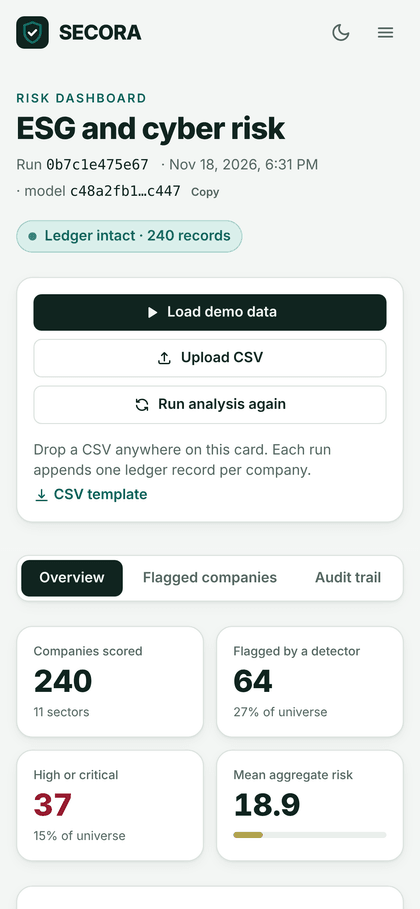 SECORA
RISK DASHBOARD
ESG and cyber risk
Run 0b7c1e475e67 · Nov 18, 2026, 6:31 PM
· model c48a2fb1…c447 Copy
Ledger intact · 240 records
Load demo data
Upload CSV
Run analysis again
Drop a CSV anywhere on this card. Each run
appends one ledger record per company.
CSV template
Overview Flagged companies Audit trail
Companies scored
240
11 sectors
Flagged by a detector
64
27% of universe
High or critical
37
15% of universe
Mean aggregate risk
18.9